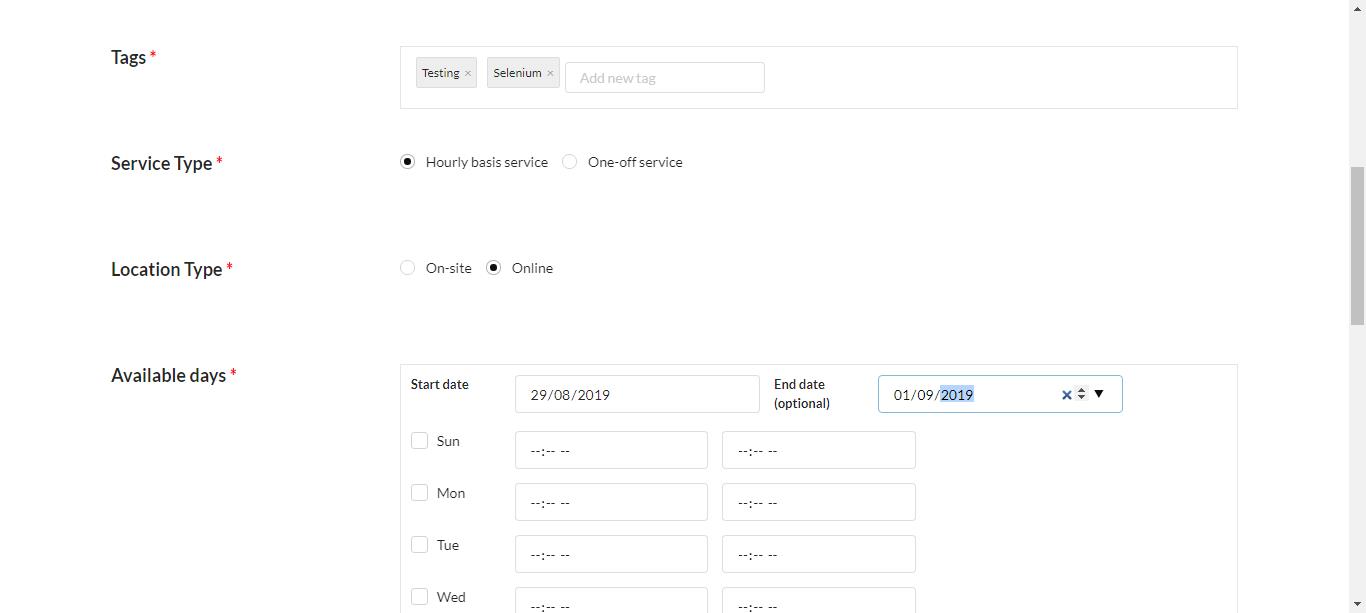 Tags *
Testing × Selenium × Add new tag
Service Type *
Hourly basis service One-off service
Location Type *
On-site Online
Available days *
Start date 29/08/2019 End date (optional) 01/09/2019
Sun --:-- -- --:-- --
Mon --:-- -- --:-- --
Tue --:-- -- --:-- --
Wed --:-- -- --:-- --